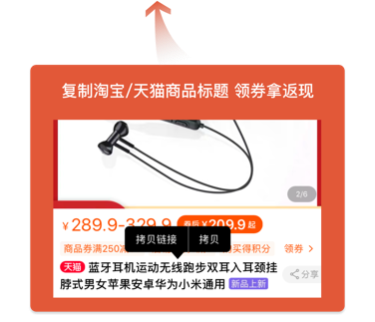 复制淘宝/天猫商品标题 领券拿返现
2/6
¥289.9-329.9 券后¥209.9起
商品券满250减 买得积分 领券 >
拷贝链接 拷贝
天猫 蓝牙耳机运动无线跑步双耳入耳颈挂
脖式男女苹果安卓华为小米通用 新品上新
分享